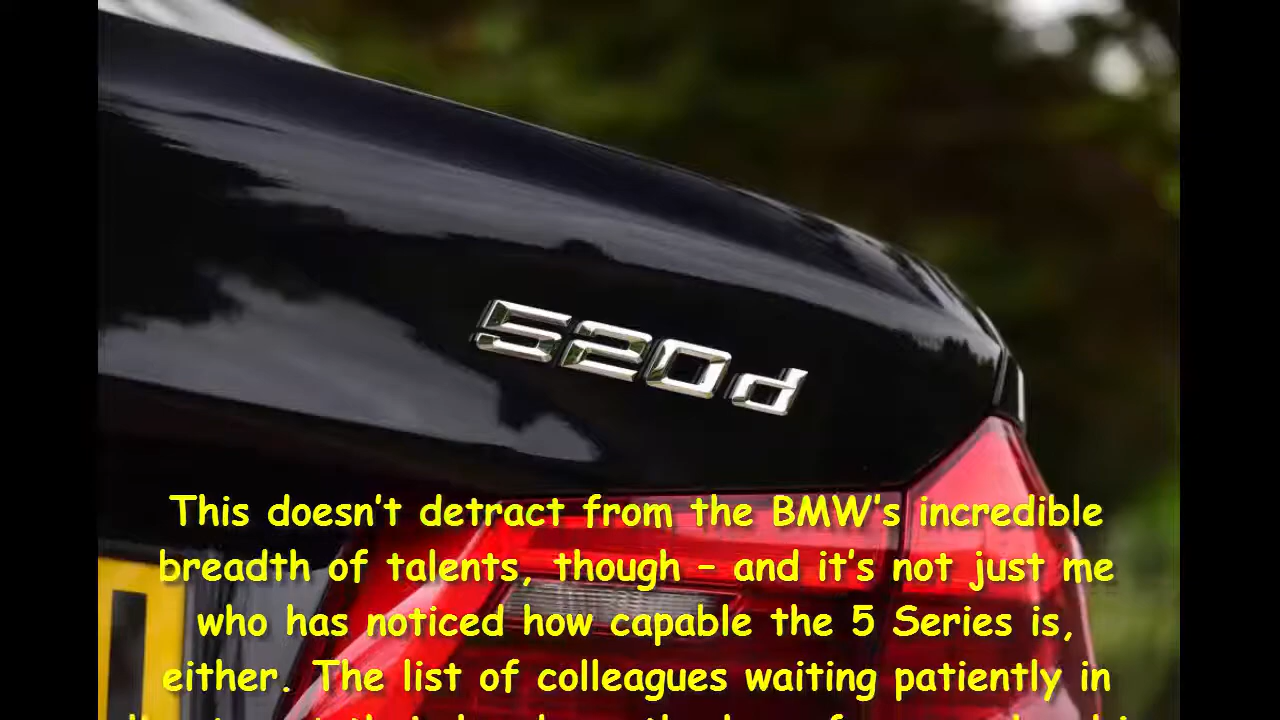 520d
This doesn't detract from the BMW's incredible
breadth of talents, though – and it's not just me
who has noticed how capable the 5 Series is,
either. The list of colleagues waiting patiently in